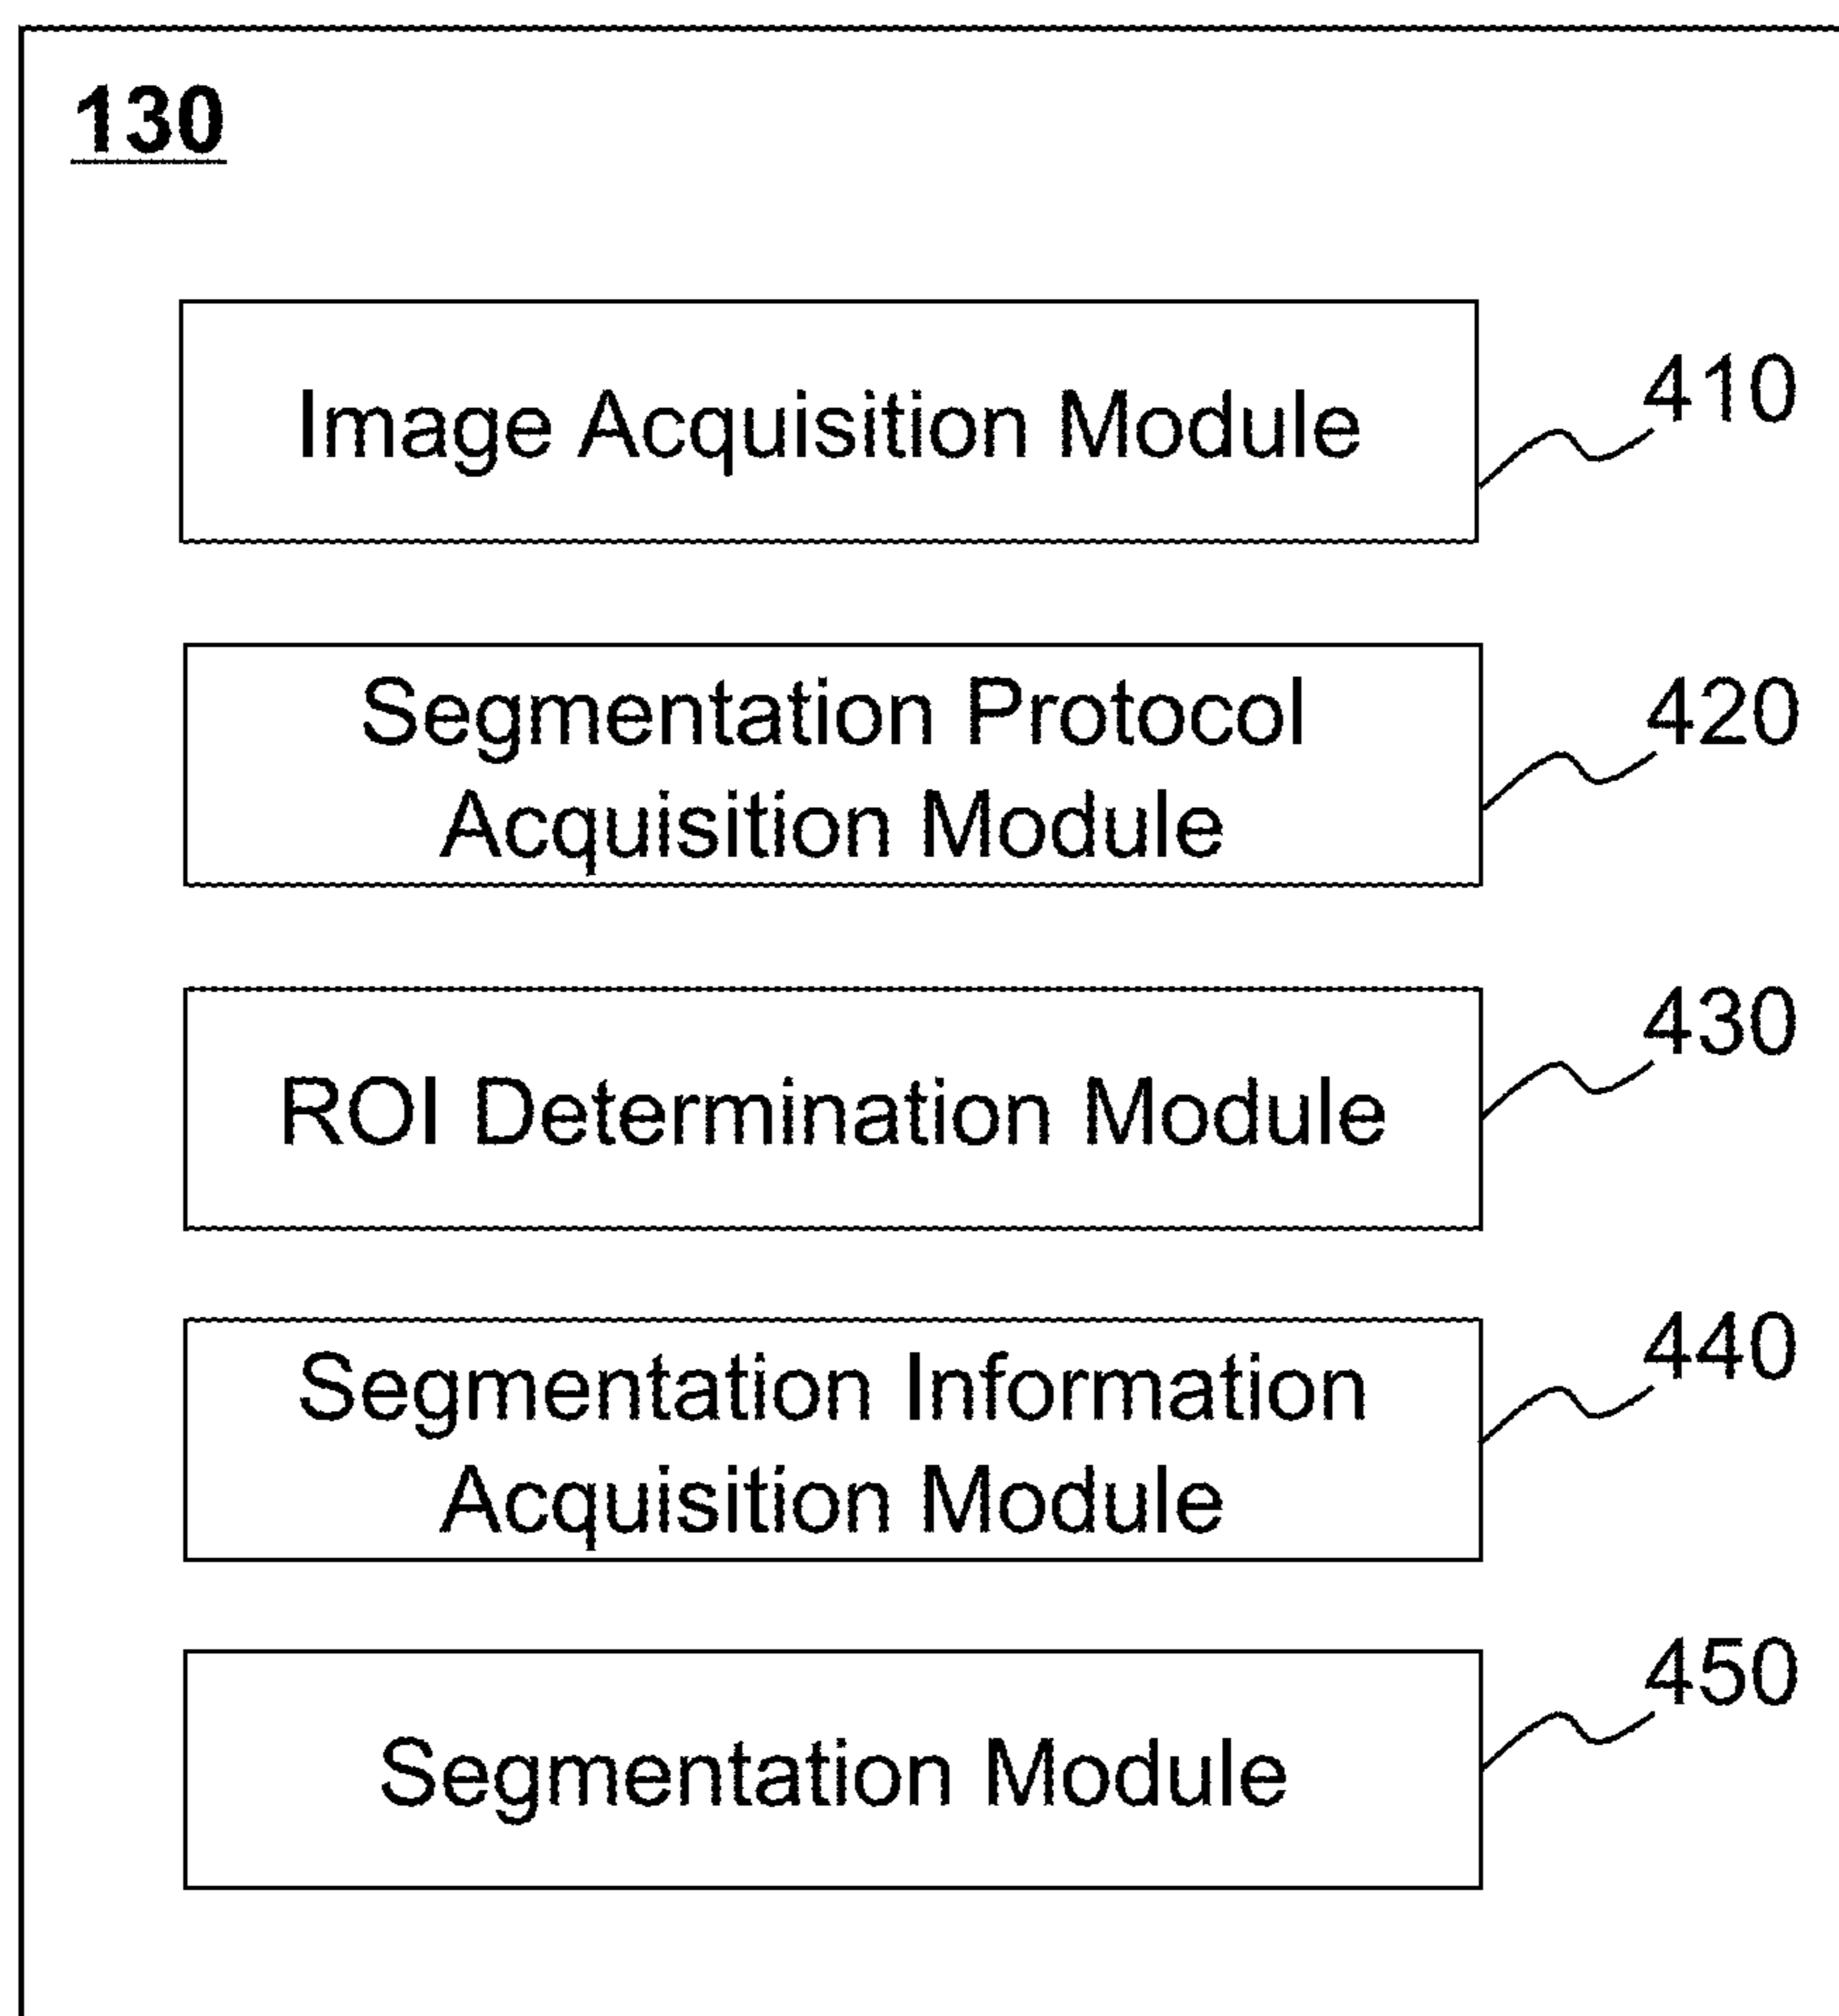 130
Image Acquisition Module
410
Segmentation Protocol
Acquisition Module
420
ROI Determination Module
430
Segmentation Information
Acquisition Module
440
Segmentation Module
450